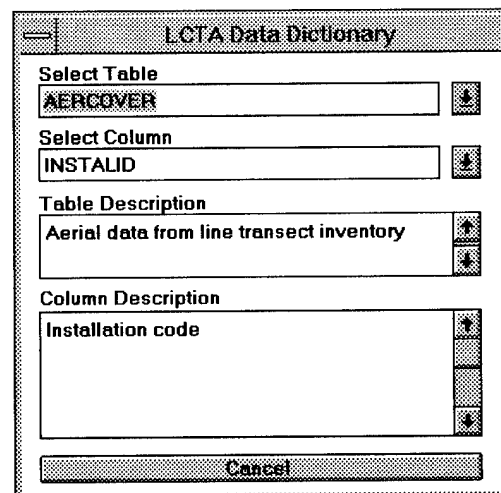 LCTA Data Dictionary
Select Table
AERCOVER
Select Column
INSTALID
Table Description
Aerial data from line transect inventory
Column Description
Installation code
Cancel